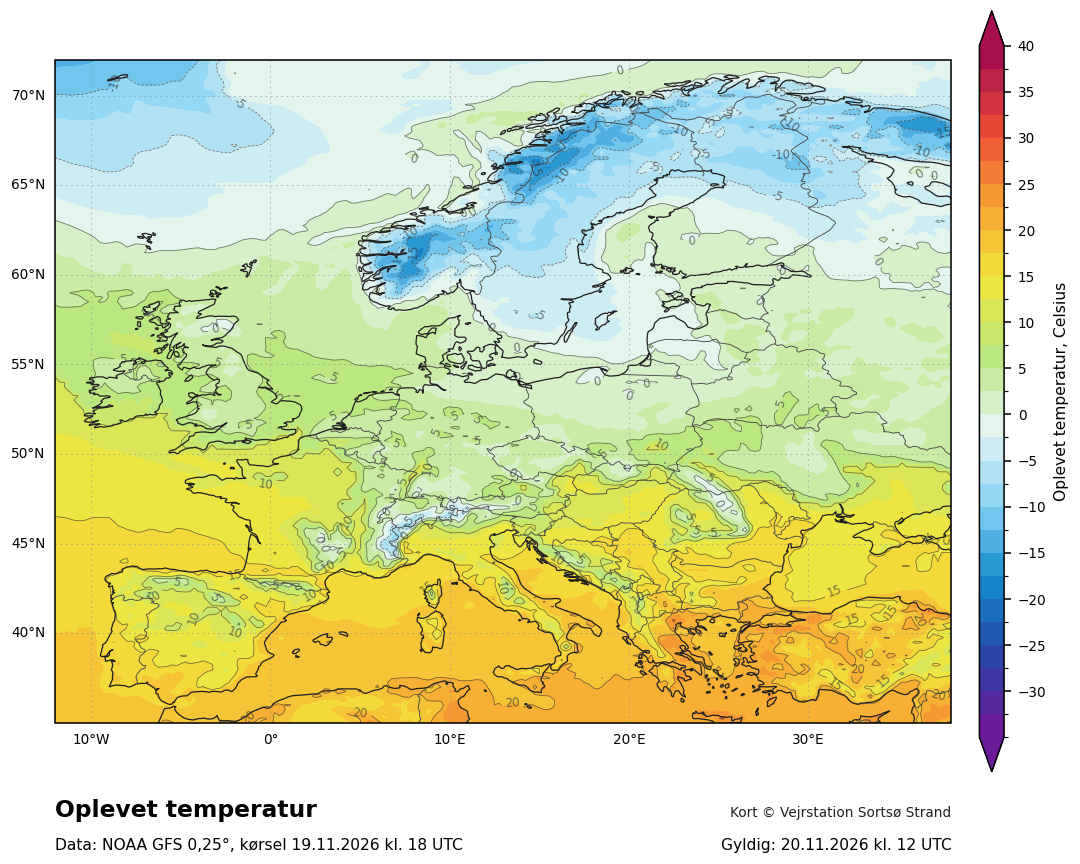 70°N
65°N
60°N
55°N
50°N
45°N
40°N
10°W 0° 10°E 20°E 30°E
40
35
30
25
20
15
10
5
0
−5
−10
−15
−20
−25
−30
Oplevet temperatur, Celsius
Oplevet temperatur
Kort © Vejrstation Sortsø Strand
Data: NOAA GFS 0,25°, kørsel 19.11.2026 kl. 18 UTC
Gyldig: 20.11.2026 kl. 12 UTC